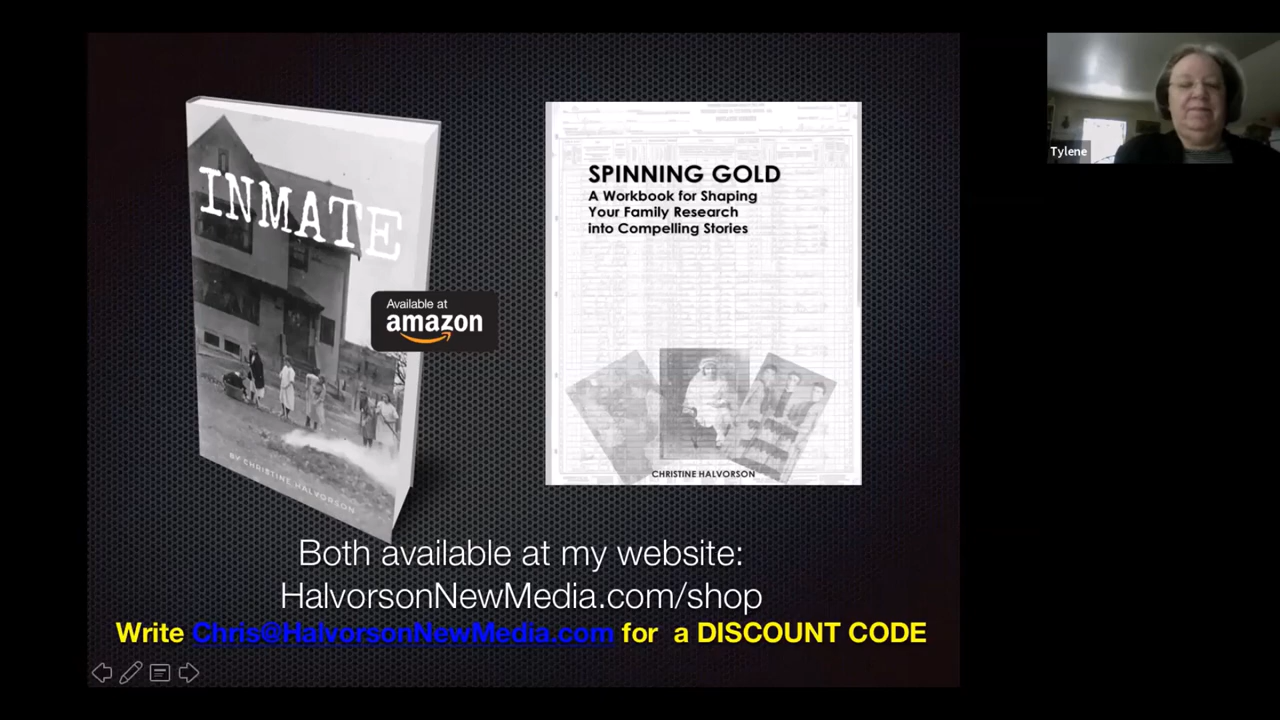 INMATE
BY CHRISTINE HALVORSON
Available at
amazon
SPINNING GOLD
A Workbook for Shaping
Your Family Research
into Compelling Stories
CHRISTINE HALVORSON
Both available at my website:
HalvorsonNewMedia.com/shop
Write Chris@HalvorsonNewMedia.com for a DISCOUNT CODE
Tylene